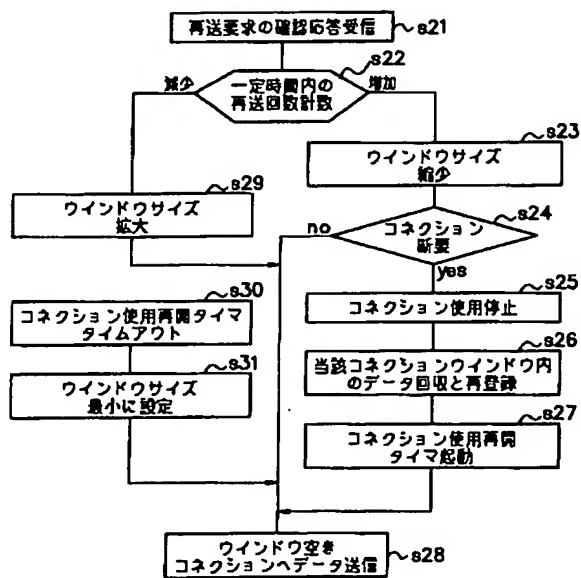 再送要求の確認応答受信
s21
s22
一定時間内の
再送回数計数
減少
増加
s23
ウインドウサイズ
縮少
s24
コネクション
断要
no
yes
s25
コネクション使用停止
s26
当該コネクションウインドウ内
のデータ回収と再登録
s27
コネクション使用再開
タイマ起動
s29
ウインドウサイズ
拡大
s30
コネクション使用再開タイマ
タイムアウト
s31
ウインドウサイズ
最小に設定
ウインドウ空き
コネクションへデータ送信
s28